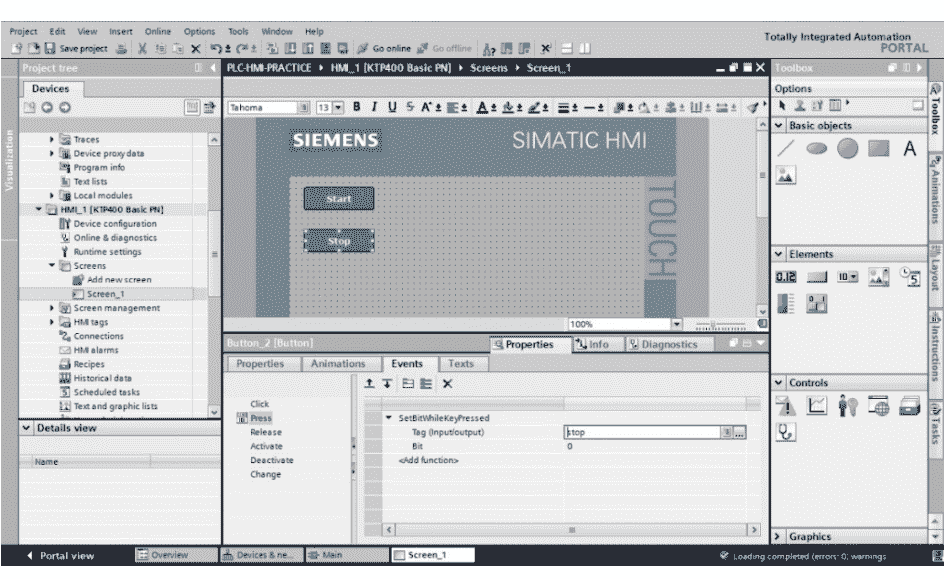 Project Edit View Insert Online Options Tools Window Help
Totally Integrated Automation
PORTAL
Save project
Go online
Go offline
Project tree
PLC-HMI-PRACTICE HMI_1 [KTP400 Basic PN] Screens Screen_1
Toolbox
Devices
Options
Tahoma
13
B I U S A A
Basic objects
A
Traces
Device proxy data
Program info
Text lists
Local modules
HMI_1 [KTP400 Basic PN]
Device configuration
Online & diagnostics
Runtime settings
Screens
Add new screen
Screen_1
Screen management
HMI tags
Connections
HMI alarms
Recipes
Historical data
Scheduled tasks
Text and graphic lists
Visualization
SIEMENS
SIMATIC HMI
TOUCH
Start
Stop
100%
Elements
0.12
10
5
Controls
Graphics
Toolbox
Animations
Layout
Instructions
Tasks
Button_2 [Button]
Properties
Info
Diagnostics
Properties
Animations
Events
Texts
Click
Press
Release
Activate
Deactivate
Change
SetBitWhileKeyPressed
Tag (Input/output)
stop
Bit
0
<Add function>
Details view
Name
Portal view
Overview
Devices & ne...
Main
Screen_1
Loading completed (errors: 0; warnings